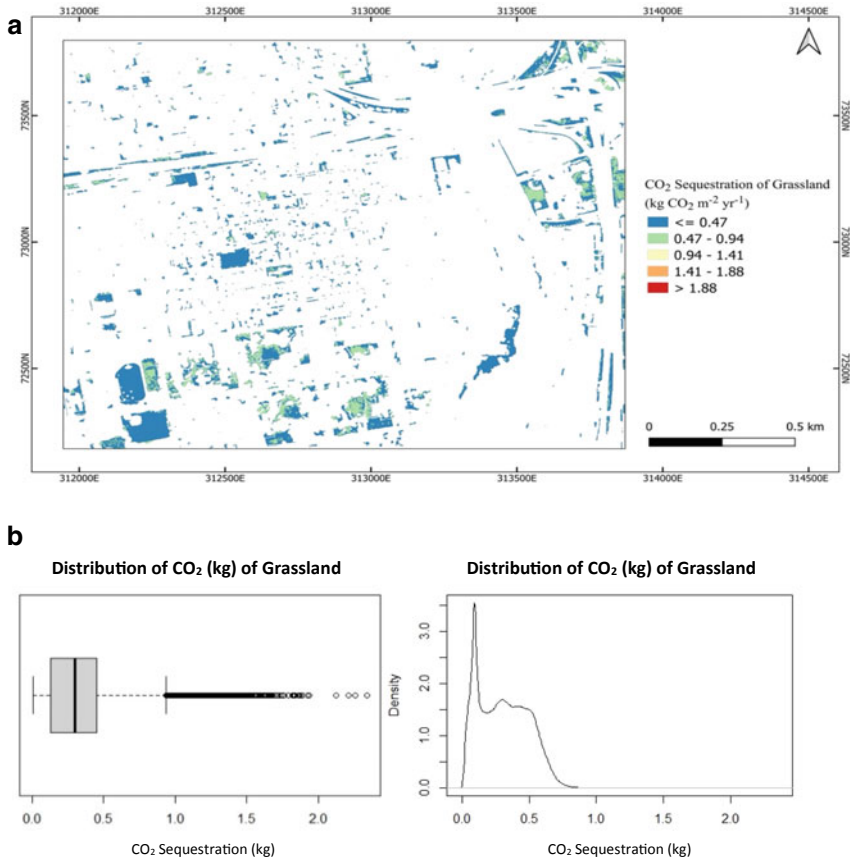 a
312000E 312500E 313000E 313500E 314000E 314500E
73500N 73500N
73000N 73000N
72500N 72500N
CO₂ Sequestration of Grassland
(kg CO₂ m⁻² yr⁻¹)
<= 0.47
0.47 - 0.94
0.94 - 1.41
1.41 - 1.88
> 1.88
0 0.25 0.5 km
312000E 312500E 313000E 313500E 314000E 314500E
b
Distribution of CO₂ (kg) of Grassland
0.0 1.0 2.0
CO₂ Sequestration (kg)
Distribution of CO₂ (kg) of Grassland
Density
3.0
2.0
1.0
0.0
0.0 0.5 1.0 1.5 2.0
CO₂ Sequestration (kg)